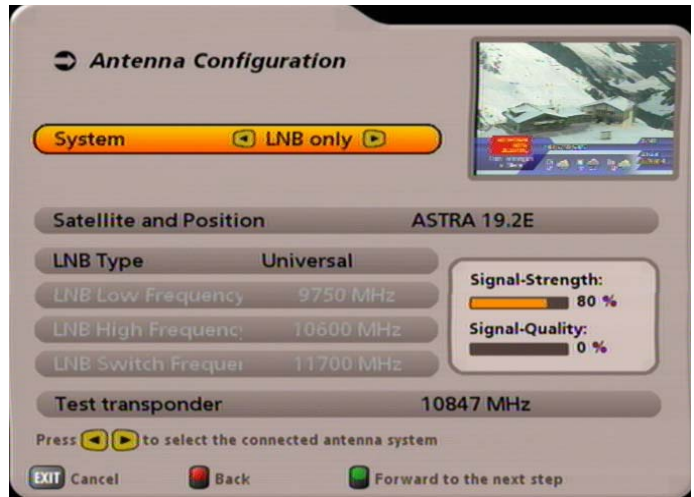 Antenna Configuration
System LNB only
Satellite and Position ASTRA 19.2E
LNB Type Universal
Signal-Strength:
80 %
LNB Low Frequency 9750 MHz
LNB High Frequenc
10600 MHz
Signal-Quality:
0 %
LNB Switch Frequer 11700 MHz
Test transponder 10847 MHz
Press to select the connected antenna system
EXIT Cancel Back Forward to the next step